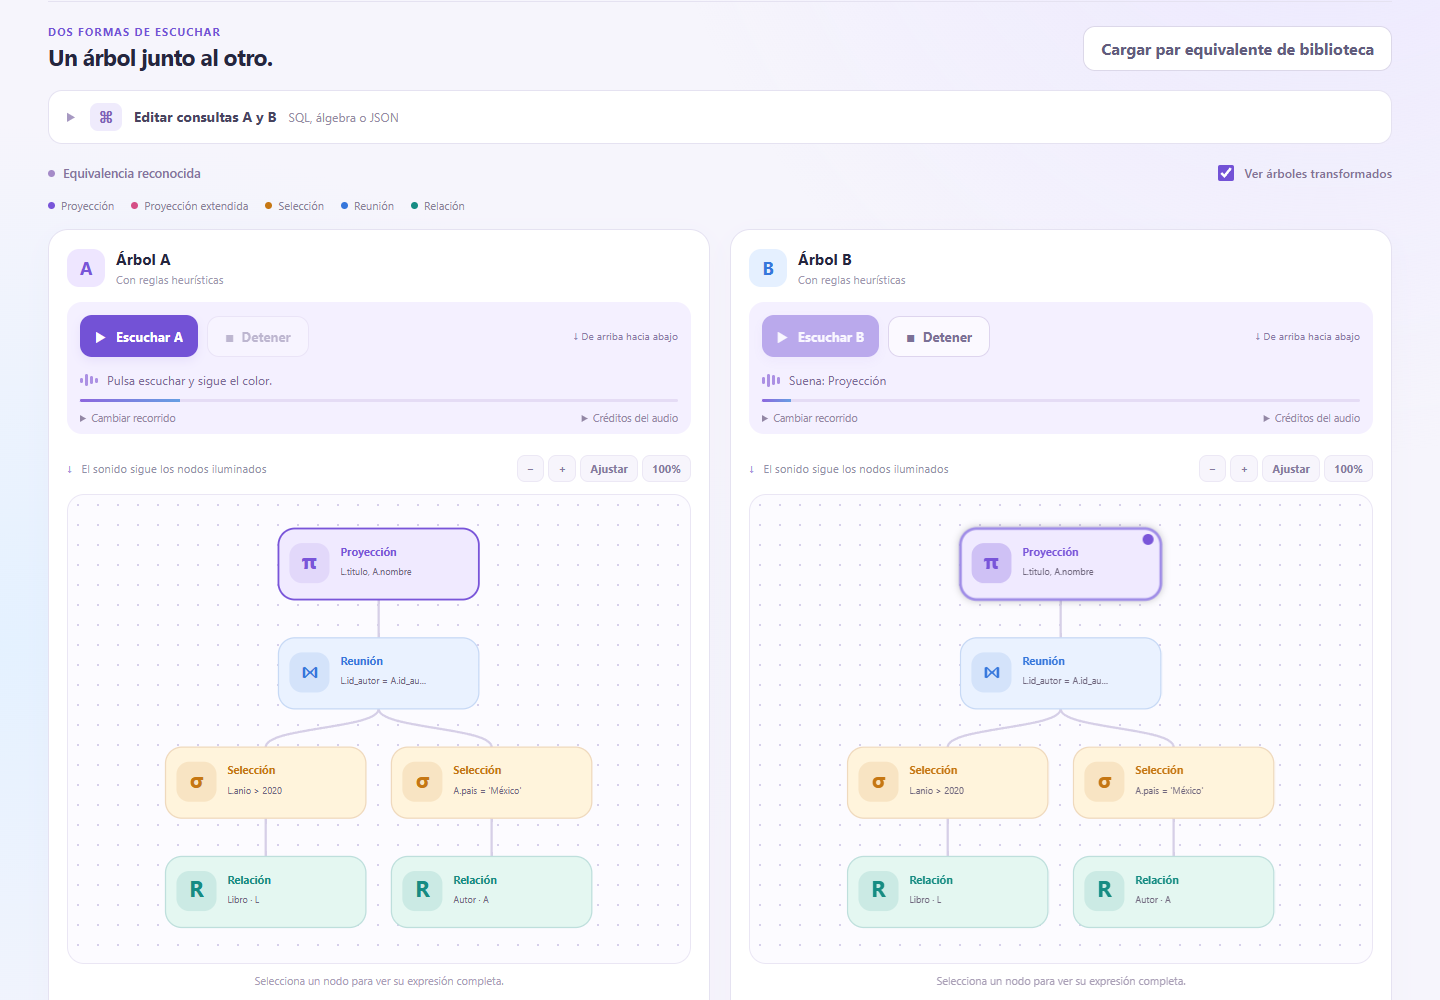 DOS FORMAS DE ESCUCHAR
Un árbol junto al otro.
Cargar par equivalente de biblioteca
▶ ⌘ Editar consultas A y B SQL, álgebra o JSON
Equivalencia reconocida
Ver árboles transformados
Proyección Proyección extendida Selección Reunión Relación
A
Árbol A
Con reglas heurísticas
▶ Escuchar A ■ Detener ↓ De arriba hacia abajo
Pulsa escuchar y sigue el color.
▶ Cambiar recorrido ▶ Créditos del audio
↓ El sonido sigue los nodos iluminados − + Ajustar 100%
π
Proyección
L.titulo, A.nombre
⋈
Reunión
L.id_autor = A.id_au...
σ
Selección
L.anio > 2020
σ
Selección
A.pais = 'México'
R
Relación
Libro · L
R
Relación
Autor · A
Selecciona un nodo para ver su expresión completa.
B
Árbol B
Con reglas heurísticas
▶ Escuchar B ■ Detener ↓ De arriba hacia abajo
Suena: Proyección
▶ Cambiar recorrido ▶ Créditos del audio
↓ El sonido sigue los nodos iluminados − + Ajustar 100%
π
Proyección
L.titulo, A.nombre
⋈
Reunión
L.id_autor = A.id_au...
σ
Selección
L.anio > 2020
σ
Selección
A.pais = 'México'
R
Relación
Libro · L
R
Relación
Autor · A
Selecciona un nodo para ver su expresión completa.